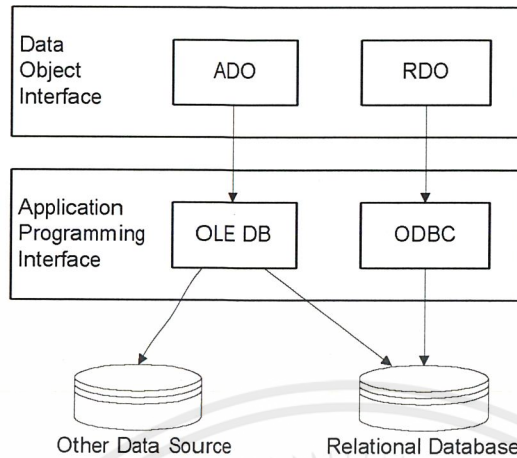 Data
Object
Interface
ADO
RDO
Application
Programming
Interface
OLE DB
ODBC
Other Data Source
Relational Database